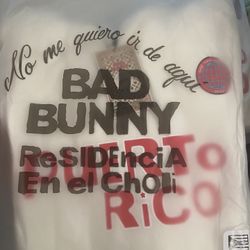 No me quiero ir de aquí
BAD
BUNNY
ReSiDEnciA
En el CHOLi
PUERTO
RiCO